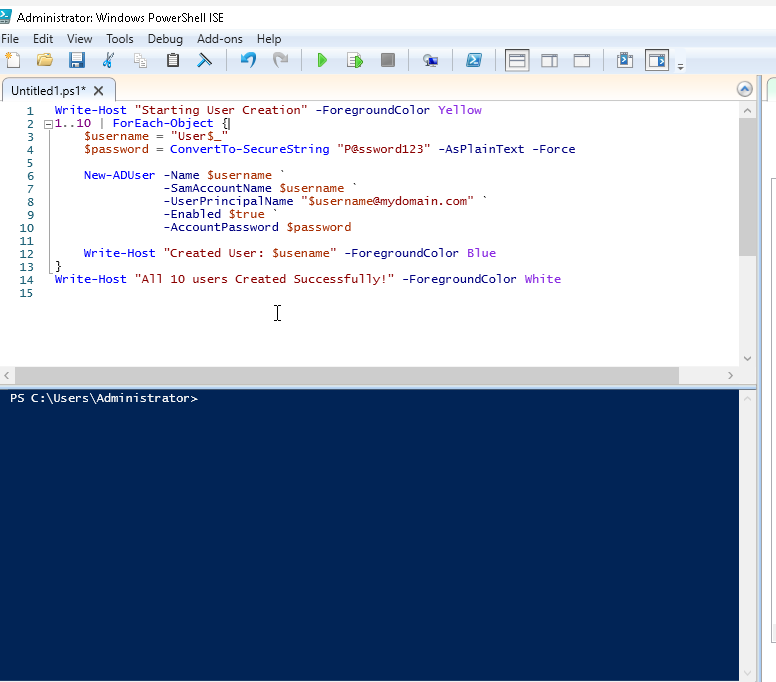 Administrator: Windows PowerShell ISE
File Edit View Tools Debug Add-ons Help
Untitled1.ps1* X
1 Write-Host "Starting User Creation" -ForegroundColor Yellow
2 1..10 | ForEach-Object {
3 $username = "User$_"
4 $password = ConvertTo-SecureString "P@ssword123" -AsPlainText -Force
5
6 New-ADUser -Name $username `
7 -SamAccountName $username `
8 -UserPrincipalName "$username@mydomain.com" `
9 -Enabled $true `
10 -AccountPassword $password
11
12 Write-Host "Created User: $usename" -ForegroundColor Blue
13 }
14 Write-Host "All 10 users Created Successfully!" -ForegroundColor White
15
PS C:\Users\Administrator>